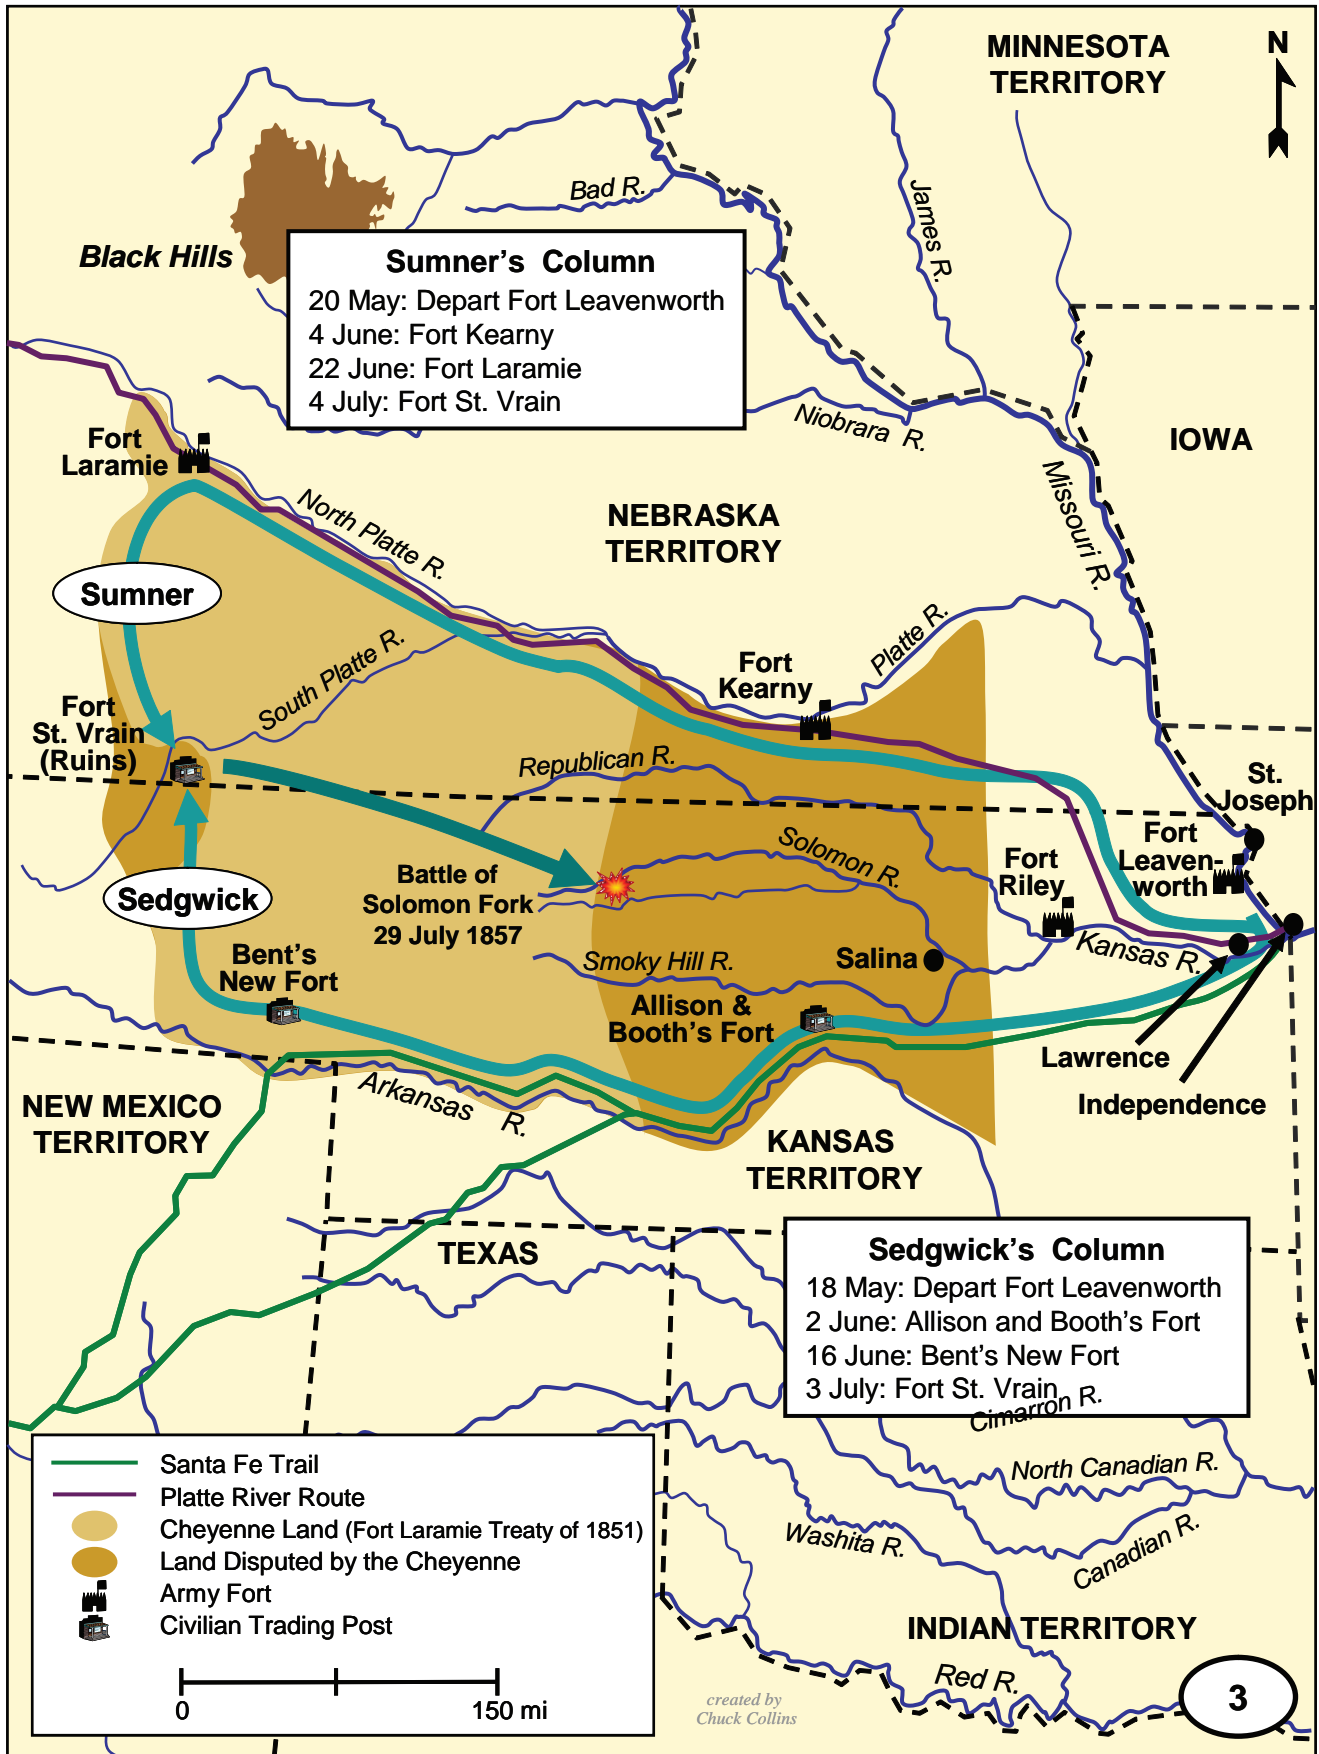 MINNESOTA
TERRITORY
N
Bad R.
James R.
Black Hills
Sumner's Column
20 May: Depart Fort Leavenworth
4 June: Fort Kearny
22 June: Fort Laramie
4 July: Fort St. Vrain
Niobrara R.
IOWA
Fort
Laramie
Missouri R.
North Platte R.
NEBRASKA
TERRITORY
Sumner
Platte R.
South Platte R.
Fort
Kearny
Fort
St. Vrain
(Ruins)
Republican R.
St.
Joseph
Fort
Leaven-
worth
Solomon R.
Fort
Riley
Battle of
Solomon Fork
29 July 1857
Sedgwick
Bent's
New Fort
Smoky Hill R.
Salina
Kansas R.
Allison &
Booth's Fort
Lawrence
Independence
Arkansas R.
NEW MEXICO
TERRITORY
KANSAS
TERRITORY
TEXAS
Sedgwick's Column
18 May: Depart Fort Leavenworth
2 June: Allison and Booth's Fort
16 June: Bent's New Fort
3 July: Fort St. Vrain
Cimarron R.
North Canadian R.
Washita R.
Canadian R.
INDIAN TERRITORY
Red R.
Santa Fe Trail
Platte River Route
Cheyenne Land (Fort Laramie Treaty of 1851)
Land Disputed by the Cheyenne
Army Fort
Civilian Trading Post
0 150 mi
created by
Chuck Collins
3